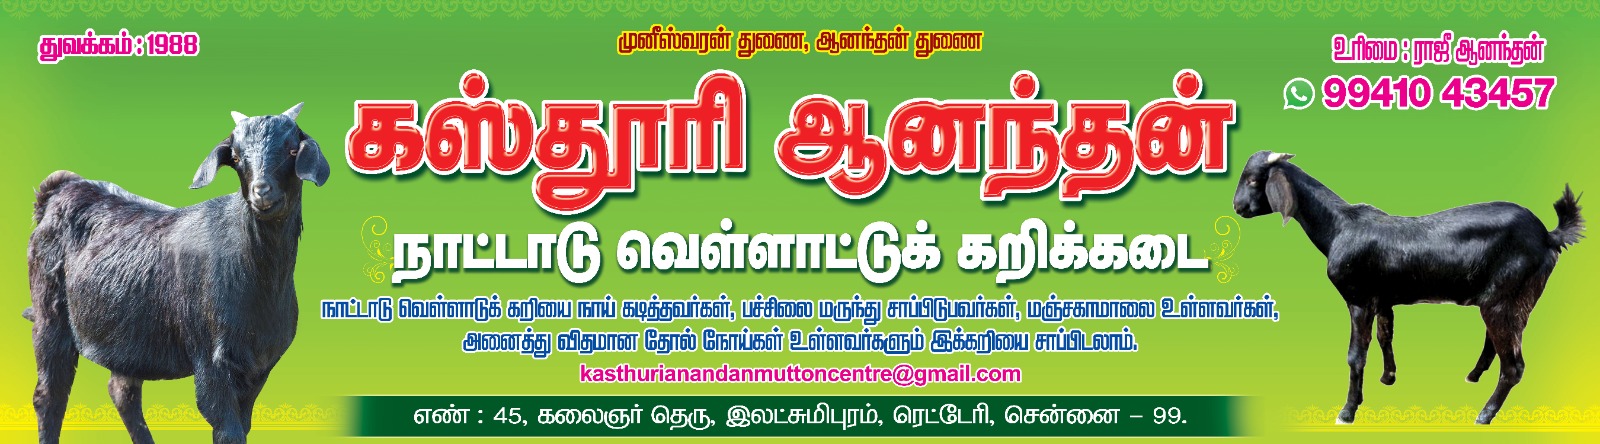 துவக்கம் : 1988
முனீஸ்வரன் துணை, ஆனந்தன் துணை
உரிமை : ராஜீ ஆனந்தன்
99410 43457
கஸ்தூரி ஆனந்தன்
நாட்டாடு வெள்ளாட்டுக் கறிக்கடை
நாட்டாடு வெள்ளாடுக் கறியை நாய் கடித்தவர்கள், பச்சிலை மருந்து சாப்பிடுபவர்கள், மஞ்சகாமாலை உள்ளவர்கள்,
அனைத்து விதமான தோல் நோய்கள் உள்ளவர்களும் இக்கறியை சாப்பிடலாம்.
kasthurianandanmuttoncentre@gmail.com
எண் : 45, கலைஞர் தெரு, இலட்சுமிபுரம், ரெட்டேரி, சென்னை – 99.